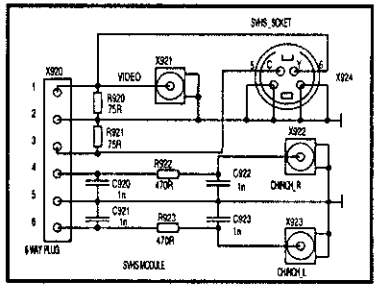 SVHS_SOCKET
X920
X921
5
C
Y
6
X924
1
VIDEO
R920
75R
2
R921
75R
3
X922
4
R922
470R
C920
1n
C922
1n
CHINCH_R
5
C921
1n
R923
470R
C923
1n
X923
6
6 WAY PLUG
SVHS MODULE
CHINCH_L